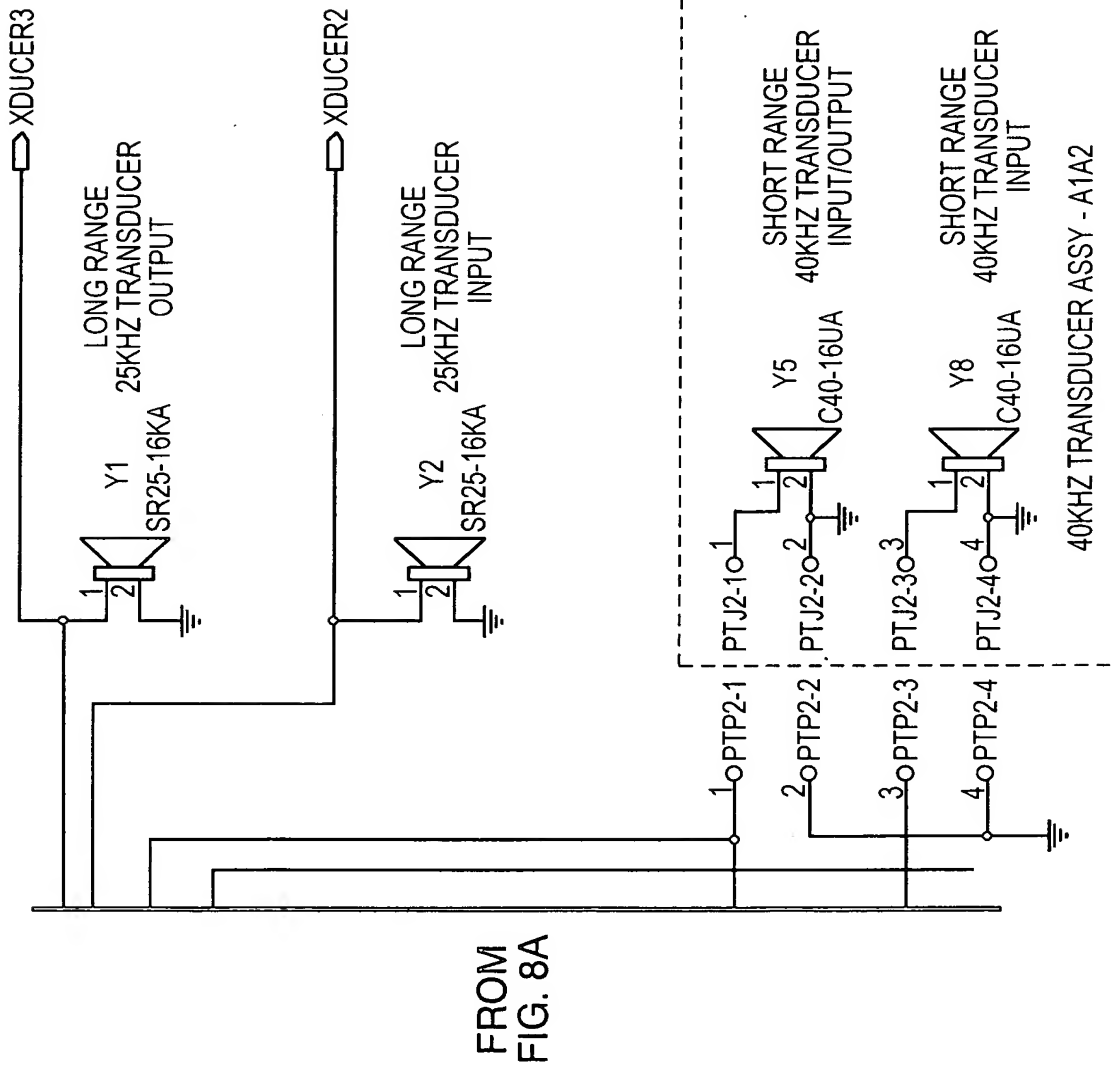 XDUCER3
LONG RANGE
25KHZ TRANSDUCER
OUTPUT
Y1
SR25-16KA
1
2
XDUCER2
LONG RANGE
25KHZ TRANSDUCER
INPUT
Y2
SR25-16KA
1
2
SHORT RANGE
40KHZ TRANSDUCER
INPUT/OUTPUT
Y5
C40-16UA
1
2
1
PTJ2-1
2
PTJ2-2
SHORT RANGE
40KHZ TRANSDUCER
INPUT
Y8
C40-16UA
1
2
3
PTJ2-3
4
PTJ2-4
40KHZ TRANSDUCER ASSY - A1A2
1
PTP2-1
2
PTP2-2
3
PTP2-3
4
PTP2-4
FROM
FIG. 8A